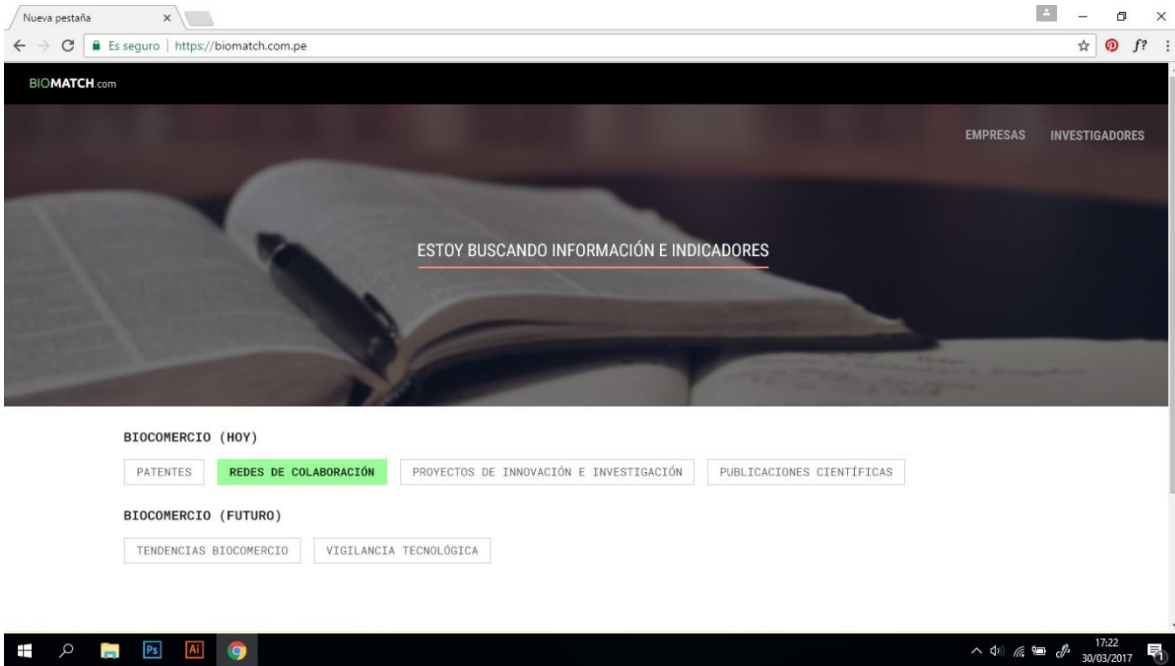 Nueva pestaña
Es seguro | https://biomatch.com.pe
f?
BIOMATCH.com
EMPRESAS INVESTIGADORES
ESTOY BUSCANDO INFORMACIÓN E INDICADORES
BIOCOMERCIO (HOY)
PATENTES REDES DE COLABORACIÓN PROYECTOS DE INNOVACIÓN E INVESTIGACIÓN PUBLICACIONES CIENTÍFICAS
BIOCOMERCIO (FUTURO)
TENDENCIAS BIOCOMERCIO VIGILANCIA TECNOLÓGICA
Ps Ai
17:22
30/03/2017